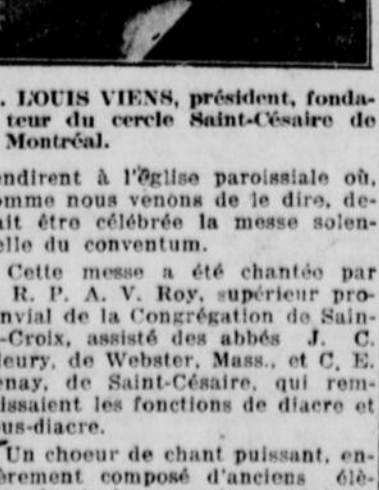 . LOUIS VIENS, président, fonda-
teur du cercle Saint-Césaire de
Montréal.
endirent à l'église paroissiale où,
omme nous venons de le dire, de-
ait être célébrée la messe solen-
elle du conventum.
Cette messe a été chantée par
R. P. A. V. Roy, supérieur pro-
nvial de la Congrégation de Sain-
-Croix, assisté des abbés J. C.
leury, de Webster, Mass., et C. E.
enay, de Saint-Césaire, qui rem-
issaient les fonctions de diacre et
ous-diacre.
Un choeur de chant puissant, en-
èrement composé d'anciens élè-